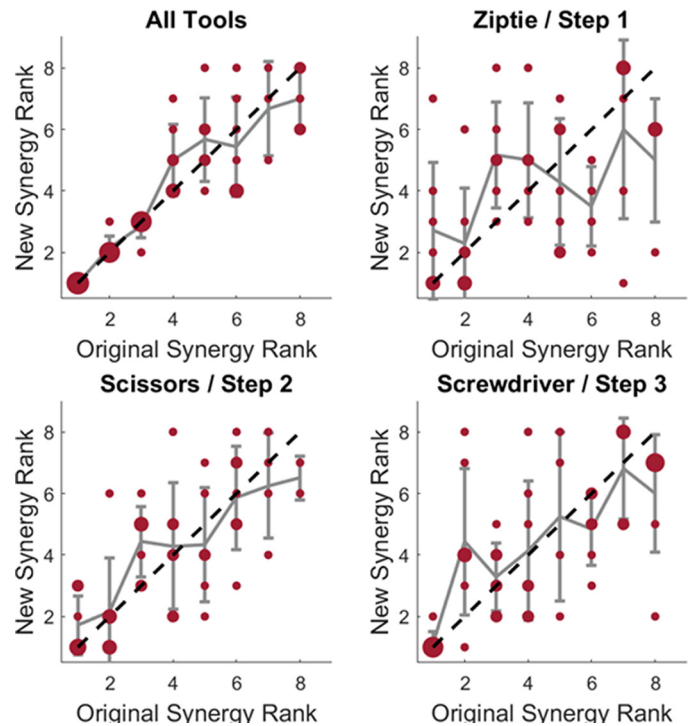 All Tools
New Synergy Rank
8
6
4
2
2 4 6 8
Original Synergy Rank
Ziptie / Step 1
New Synergy Rank
8
6
4
2
2 4 6 8
Original Synergy Rank
Scissors / Step 2
New Synergy Rank
8
6
4
2
2 4 6 8
Original Synergy Rank
Screwdriver / Step 3
New Synergy Rank
8
6
4
2
2 4 6 8
Original Synergy Rank